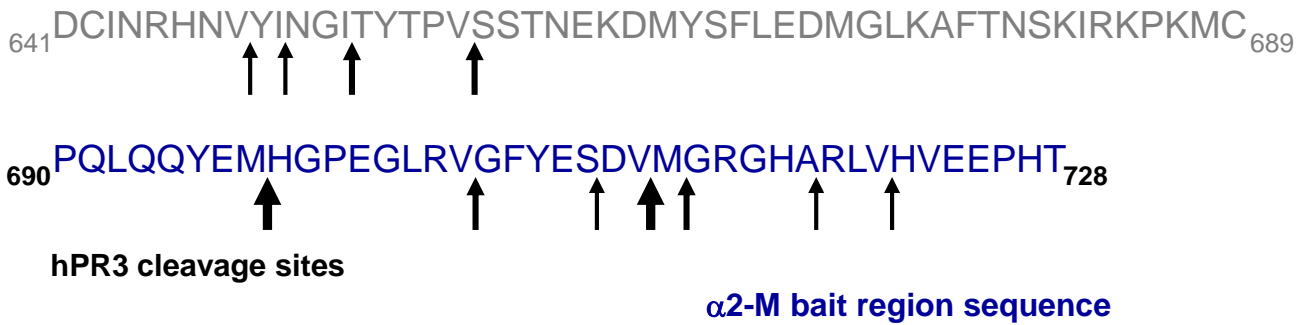 641DCINRHNVYINGITYTPVSSTNEKDMYSFLEDMGLKAFTNSKIRKPKMC689
690PQLQQYEMHGPEGLRVGFYESDVMGRGHARLVHVEEPHT728
hPR3 cleavage sites
α2-M bait region sequence